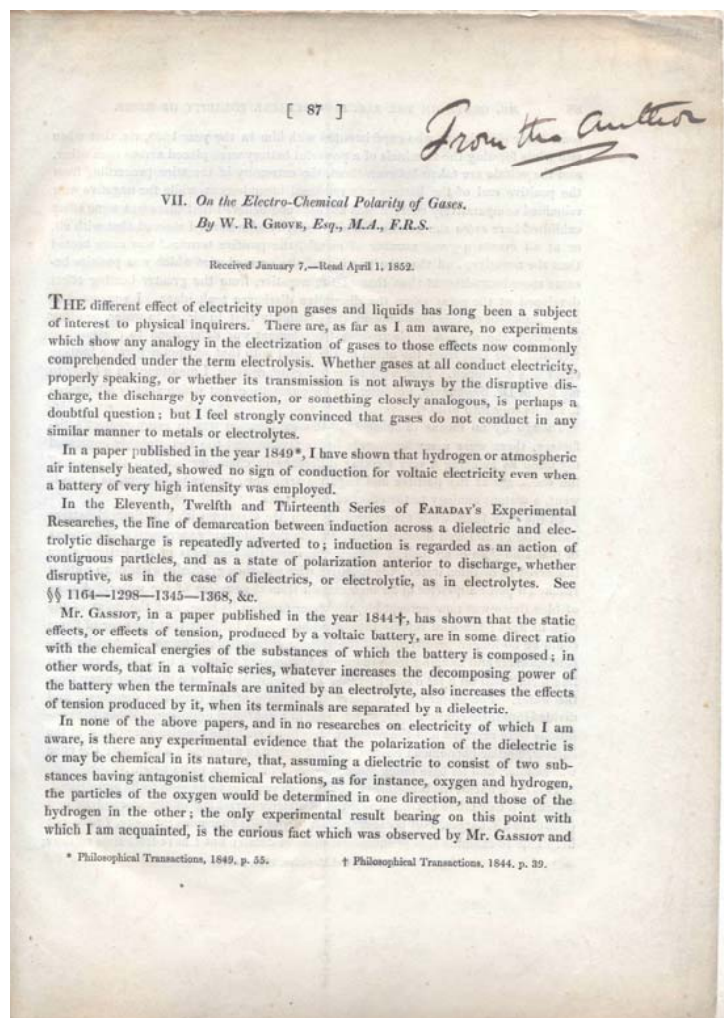 [ 87 ]
From the Author
VII. On the Electro-Chemical Polarity of Gases.
By W. R. GROVE, Esq., M.A., F.R.S.
Received January 7,—Read April 1, 1852.
THE different effect of electricity upon gases and liquids has long been a subject
of interest to physical inquirers. There are, as far as I am aware, no experiments
which show any analogy in the electrization of gases to those effects now commonly
comprehended under the term electrolysis. Whether gases at all conduct electricity,
properly speaking, or whether its transmission is not always by the disruptive dis-
charge, the discharge by convection, or something closely analogous, is perhaps a
doubtful question; but I feel strongly convinced that gases do not conduct in any
similar manner to metals or electrolytes.
In a paper published in the year 1849*, I have shown that hydrogen or atmospheric
air intensely heated, showed no sign of conduction for voltaic electricity even when
a battery of very high intensity was employed.
In the Eleventh, Twelfth and Thirteenth Series of FARADAY's Experimental
Researches, the line of demarcation between induction across a dielectric and elec-
trolytic discharge is repeatedly adverted to; induction is regarded as an action of
contiguous particles, and as a state of polarization anterior to discharge, whether
disruptive, as in the case of dielectrics, or electrolytic, as in electrolytes. See
§§ 1164—1298—1345—1368, &c.
Mr. GASSIOT, in a paper published in the year 1844†, has shown that the static
effects, or effects of tension, produced by a voltaic battery, are in some direct ratio
with the chemical energies of the substances of which the battery is composed; in
other words, that in a voltaic series, whatever increases the decomposing power of
the battery when the terminals are united by an electrolyte, also increases the effects
of tension produced by it, when its terminals are separated by a dielectric.
In none of the above papers, and in no researches on electricity of which I am
aware, is there any experimental evidence that the polarization of the dielectric is
or may be chemical in its nature, that, assuming a dielectric to consist of two sub-
stances having antagonist chemical relations, as for instance, oxygen and hydrogen,
the particles of the oxygen would be determined in one direction, and those of the
hydrogen in the other; the only experimental result bearing on this point with
which I am acquainted, is the curious fact which was observed by Mr. GASSIOT and
* Philosophical Transactions, 1849, p. 55.
† Philosophical Transactions, 1844, p. 39.